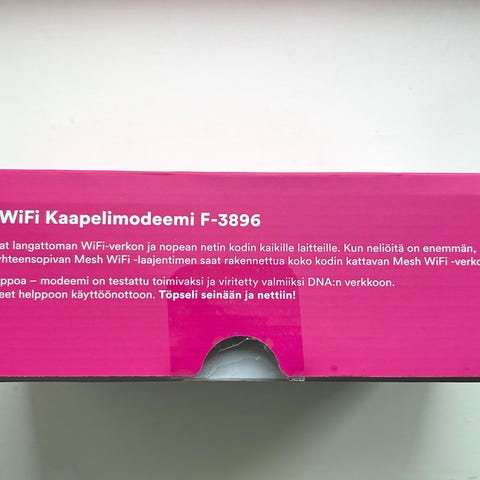 WiFi Kaapelimodeemi F-3896
at langattoman WiFi-verkon ja nopean netin kodin kaikille laitteille. Kun neliöitä on enemmän,
yhteensopivan Mesh WiFi -laajentimen saat rakennettua koko kodin kattavan Mesh WiFi -verko
ppoa – modeemi on testattu toimivaksi ja viritetty valmiiksi DNA:n verkkoon.
eet helppoon käyttöönottoon. Töpseli seinään ja nettiin!